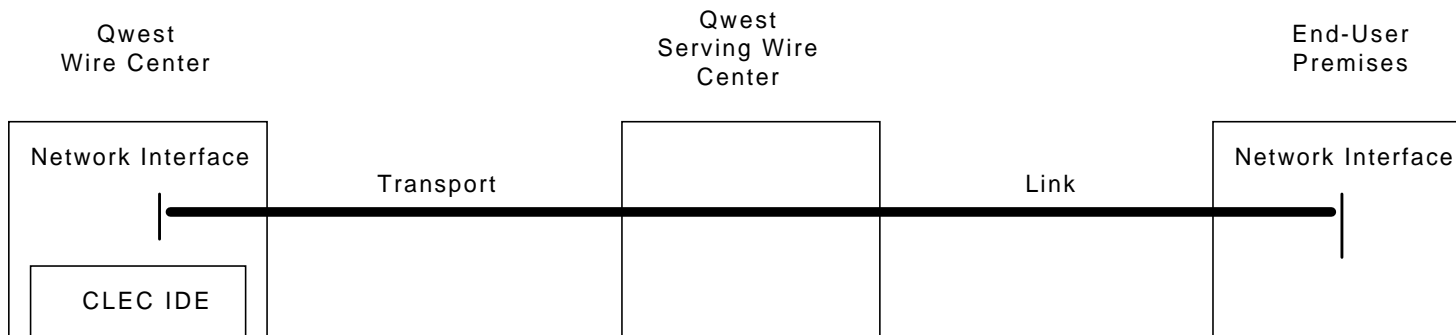 Qwest
Wire Center
Qwest
Serving Wire
Center
End-User
Premises
Network Interface
Transport
Link
Network Interface
CLEC IDE